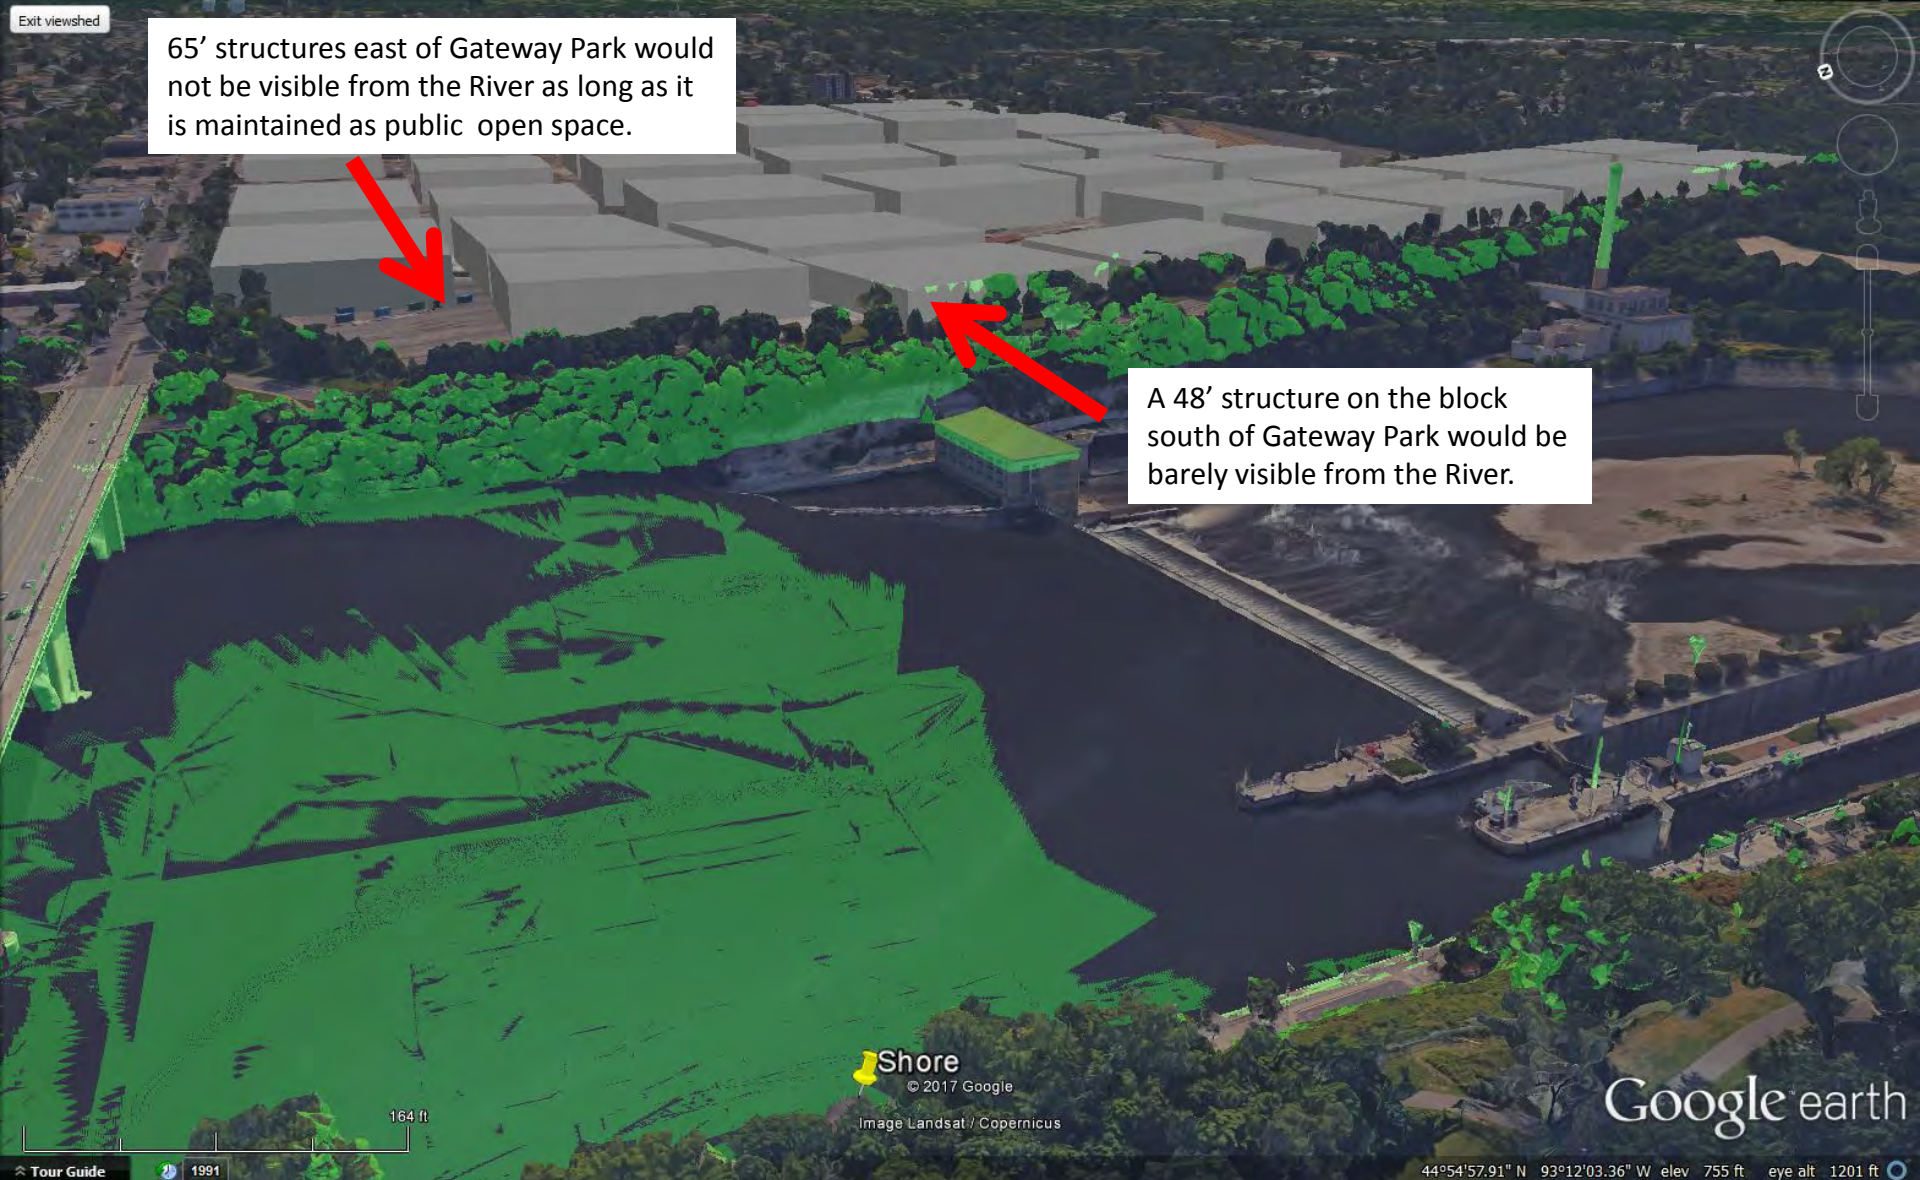 Exit viewshed
65’ structures east of Gateway Park would
not be visible from the River as long as it
is maintained as public open space.
A 48’ structure on the block
south of Gateway Park would be
barely visible from the River.
Shore
© 2017 Google
Image Landsat / Copernicus
164 ft
Google earth
Tour Guide
1991
44°54'57.91" N 93°12'03.36" W elev 755 ft eye alt 1201 ft